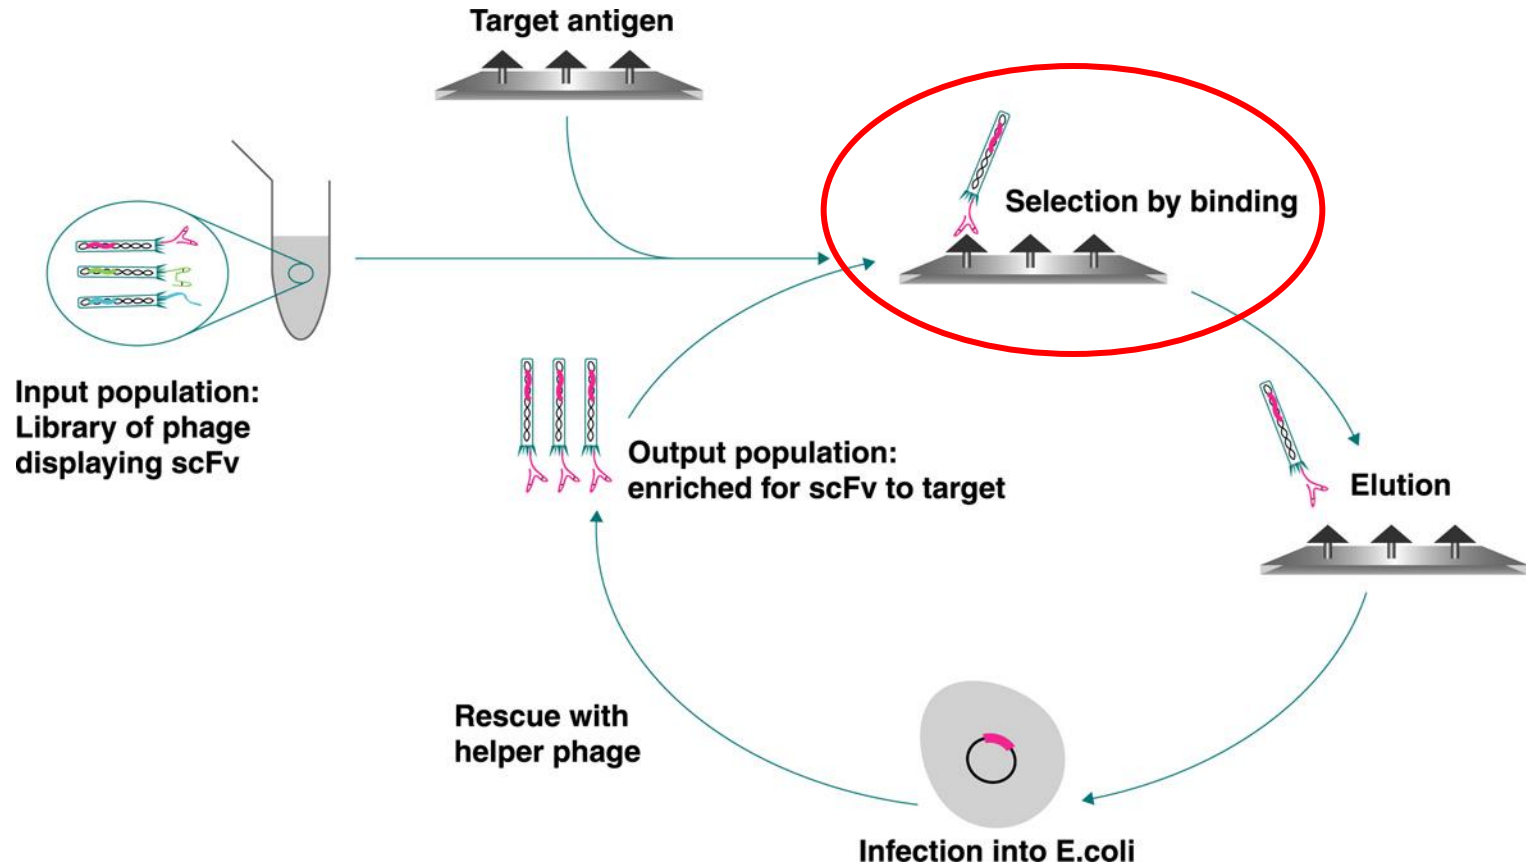 Target antigen
Selection by binding
Input population:
Library of phage
displaying scFv
Output population:
enriched for scFv to target
Elution
Rescue with
helper phage
Infection into E.coli